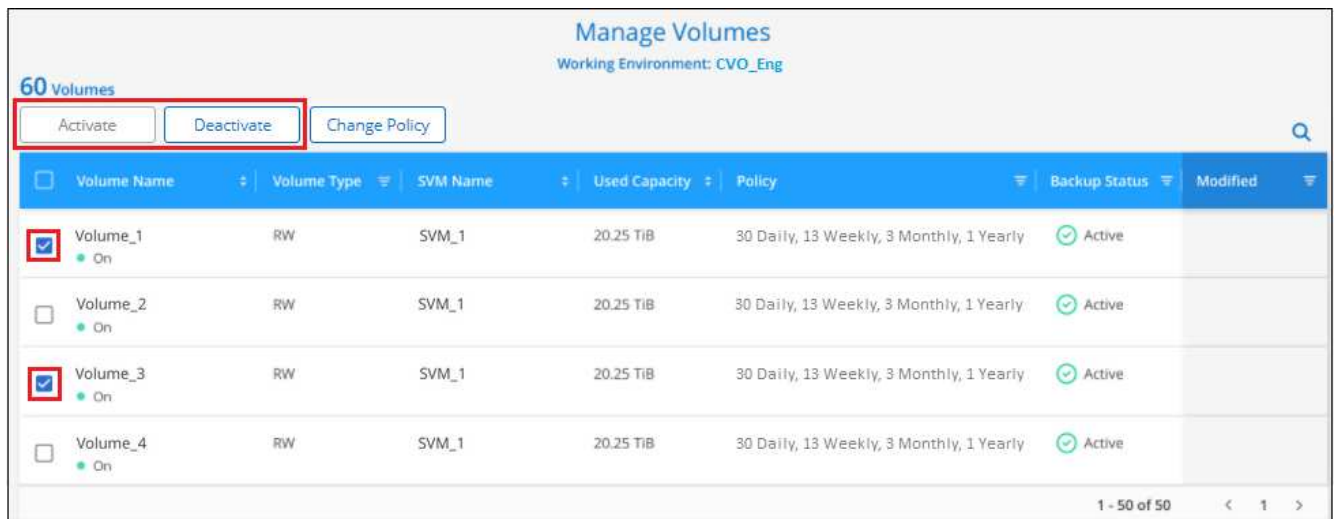 Manage Volumes
Working Environment: CVO_Eng
60 Volumes
Activate Deactivate Change Policy
Volume Name Volume Type SVM Name Used Capacity Policy Backup Status Modified
Volume_1 RW SVM_1 20.25 TiB 30 Daily, 13 Weekly, 3 Monthly, 1 Yearly Active
On
Volume_2 RW SVM_1 20.25 TiB 30 Daily, 13 Weekly, 3 Monthly, 1 Yearly Active
On
Volume_3 RW SVM_1 20.25 TiB 30 Daily, 13 Weekly, 3 Monthly, 1 Yearly Active
On
Volume_4 RW SVM_1 20.25 TiB 30 Daily, 13 Weekly, 3 Monthly, 1 Yearly Active
On
1 - 50 of 50 < 1 >